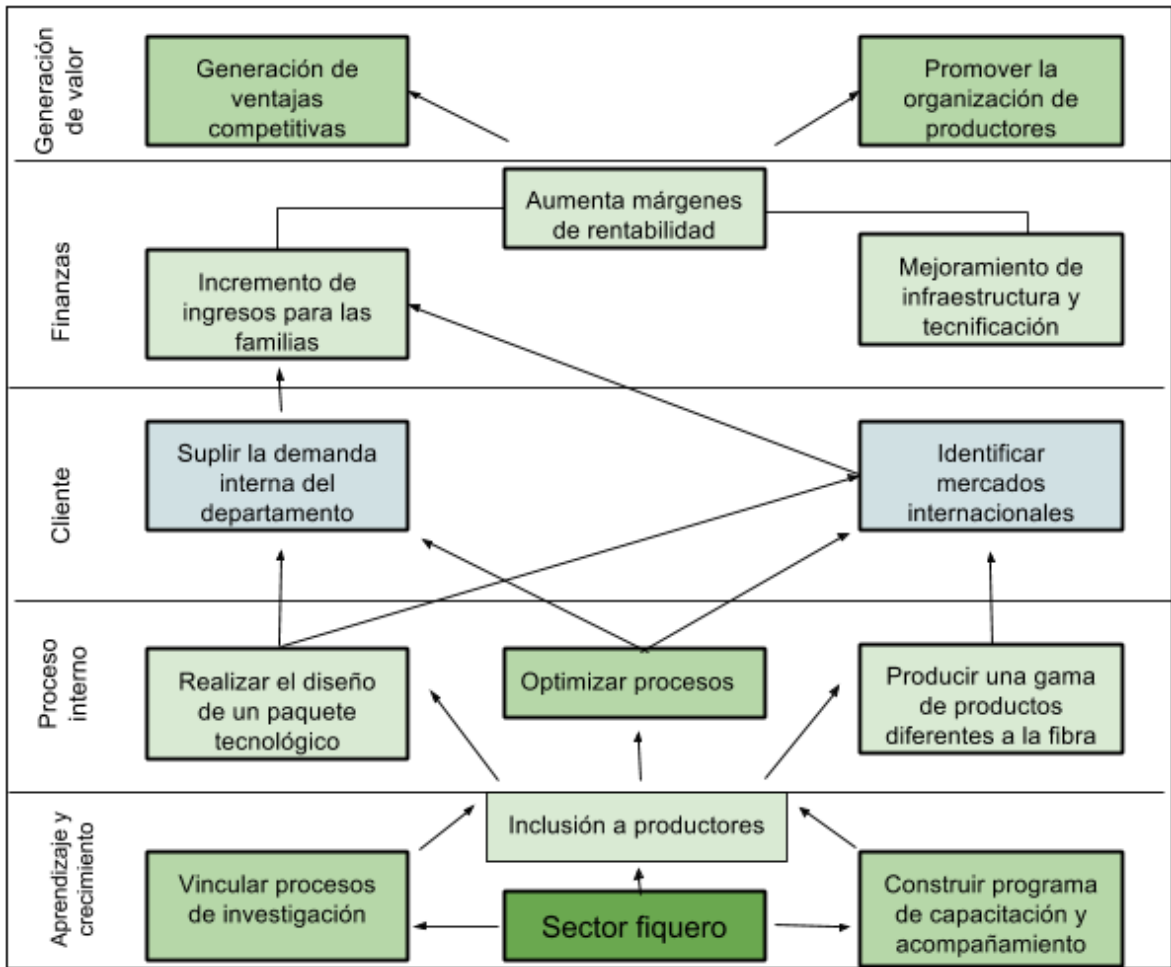 Generación
de valor
Generación de
ventajas
competitivas
Promover la
organización de
productores
Finanzas
Aumenta márgenes
de rentabilidad
Incremento de
ingresos para las
familias
Mejoramiento de
infraestructura y
tecnificación
Cliente
Suplir la demanda
interna del
departamento
Identificar
mercados
internacionales
Proceso
interno
Realizar el diseño
de un paquete
tecnológico
Optimizar procesos
Producir una gama
de productos
diferentes a la fibra
Aprendizaje y
crecimiento
Inclusión a productores
Vincular procesos
de investigación
Sector fiquero
Construir programa
de capacitación y
acompañamiento